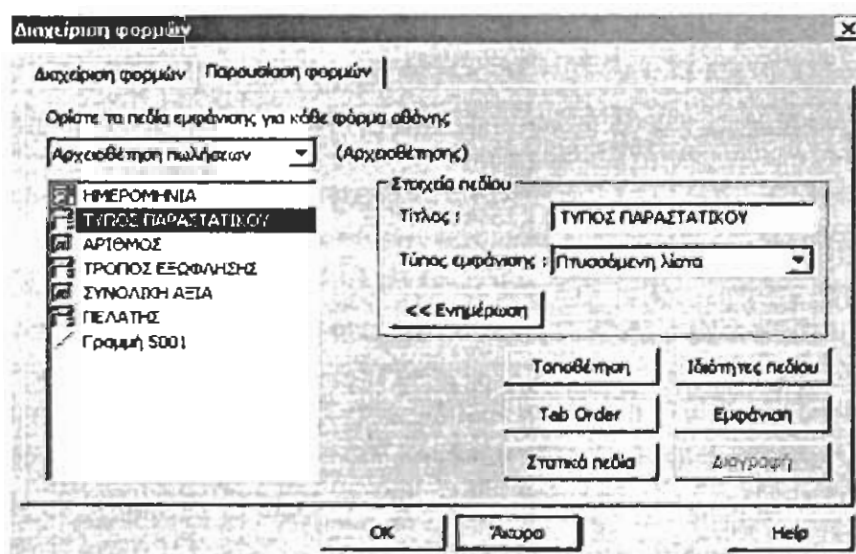 Διαχείριση φορμών
Διαχείριση φορμών Παρουσίαση φορμών
Ορίστε τα πεδία εμφάνισης για κάθε φόρμα οθόνης
Αρχειοθέτηση πωλήσεων (Αρχειοθέτησης)
Στοιχεία πεδίου
ΗΜΕΡΟΜΗΝΙΑ
ΤΥΠΟΣ ΠΑΡΑΣΤΑΤΙΚΟΥ
Τίτλος : ΤΥΠΟΣ ΠΑΡΑΣΤΑΤΙΚΟΥ
ΑΡΙΘΜΟΣ
ΤΡΟΠΟΣ ΕΞΟΦΛΗΣΗΣ
Τύπος εμφάνισης : Πτυσσόμενη λίστα
ΣΥΝΟΛΙΚΗ ΑΞΙΑ
ΠΕΛΑΤΗΣ
<< Ενημέρωση
Γραμμή S001
Τοποθέτηση Ιδιότητες πεδίου
Tab Order Εμφάνιση
Στατικά πεδία Διαγραφή
OK Άκυρο Help